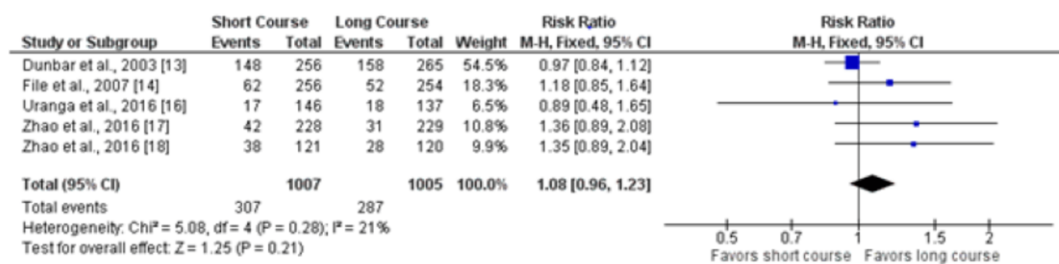 Short Course Long Course Risk Ratio Risk Ratio
Study or Subgroup Events Total Events Total Weight M-H, Fixed, 95% CI M-H, Fixed, 95% CI
Dunbar et al., 2003 [13] 148 256 158 265 54.5% 0.97 [0.84, 1.12]
File et al., 2007 [14] 62 256 52 254 18.3% 1.18 [0.85, 1.64]
Uranga et al., 2016 [16] 17 146 18 137 6.5% 0.89 [0.48, 1.65]
Zhao et al., 2016 [17] 42 228 31 229 10.8% 1.36 [0.89, 2.08]
Zhao et al., 2016 [18] 38 121 28 120 9.9% 1.35 [0.89, 2.04]
Total (95% CI) 1007 1005 100.0% 1.08 [0.96, 1.23]
Total events 307 287
Heterogeneity: Chi² = 5.08, df = 4 (P = 0.28); I² = 21%
Test for overall effect: Z = 1.25 (P = 0.21)
0.5 0.7 1 1.5 2
Favors short course Favors long course